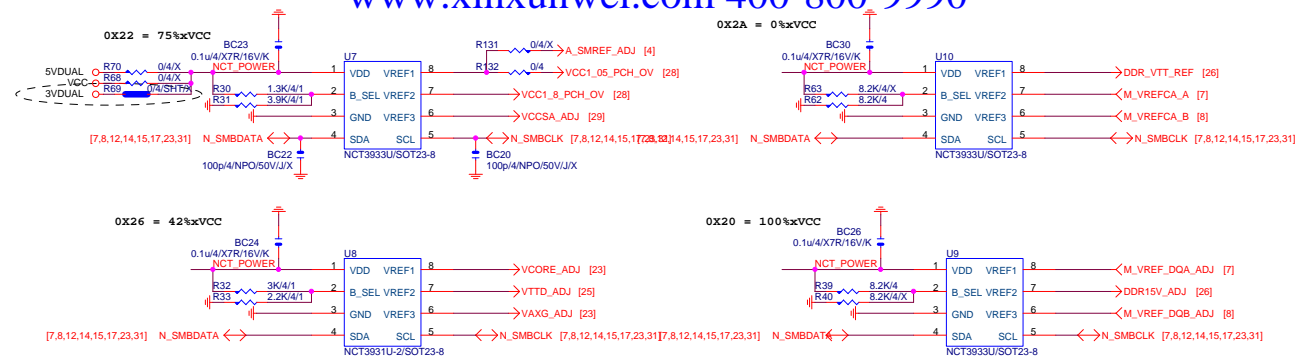 www.xinxunwei.com 400-800-9990
0X22 = 75%xVCC
BC23
0.1u/4/X7R/16V/K
5VDUAL
R70
0/4/X
VCC
R68
0/4/X
3VDUAL
R69
0/4/SHT/X
NCT_POWER
R30
1.3K/4/1
R31
3.9K/4/1
U7
1 VDD VREF1 8
2 B_SEL VREF2 7
3 GND VREF3 6
4 SDA SCL 5
NCT3933U/SOT23-8
R131
0/4/X
A_SMREF_ADJ [4]
R132
0/4
VCC1_05_PCH_OV [28]
VCC1_8_PCH_OV [28]
VCCSA_ADJ [29]
[7,8,12,14,15,17,23,31] N_SMBDATA
N_SMBCLK [7,8,12,14,15,17,23,31]
BC22
100p/4/NPO/50V/J/X
BC20
100p/4/NPO/50V/J/X
0X2A = 0%xVCC
BC30
0.1u/4/X7R/16V/K
NCT_POWER
R63
8.2K/4/X
R62
8.2K/4
U10
1 VDD VREF1 8
2 B_SEL VREF2 7
3 GND VREF3 6
4 SDA SCL 5
NCT3933U/SOT23-8
DDR_VTT_REF [26]
M_VREFCA_A [7]
M_VREFCA_B [8]
[7,8,12,14,15,17,23,31] N_SMBDATA
N_SMBCLK [7,8,12,14,15,17,23,31]
0X26 = 42%xVCC
BC24
0.1u/4/X7R/16V/K
NCT_POWER
R32
3K/4/1
R33
2.2K/4/1
U8
1 VDD VREF1 8
2 B_SEL VREF2 7
3 GND VREF3 6
4 SDA SCL 5
NCT3931U-2/SOT23-8
VCORE_ADJ [23]
VTTD_ADJ [25]
VAXG_ADJ [23]
[7,8,12,14,15,17,23,31] N_SMBDATA
N_SMBCLK [7,8,12,14,15,17,23,31]
0X20 = 100%xVCC
BC26
0.1u/4/X7R/16V/K
NCT_POWER
R39
8.2K/4
R40
8.2K/4/X
U9
1 VDD VREF1 8
2 B_SEL VREF2 7
3 GND VREF3 6
4 SDA SCL 5
NCT3933U/SOT23-8
M_VREF_DQA_ADJ [7]
DDR15V_ADJ [26]
M_VREF_DQB_ADJ [8]
[7,8,12,14,15,17,23,31] N_SMBDATA
N_SMBCLK [7,8,12,14,15,17,23,31]